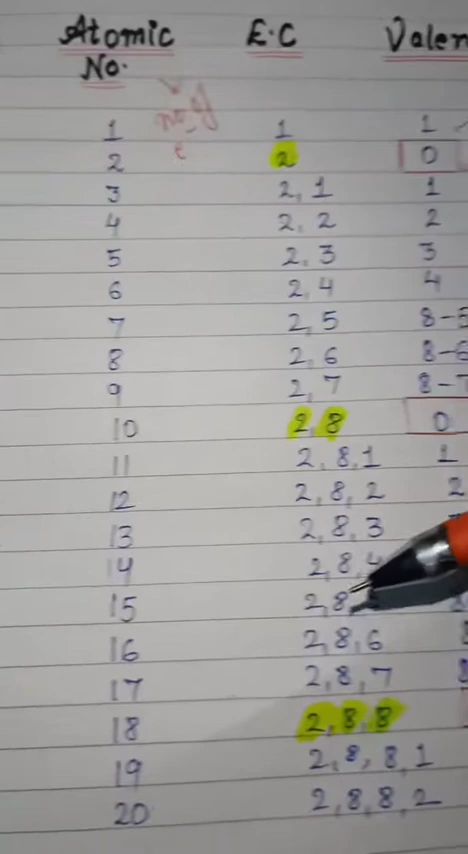 Atomic E.C Valen
No.
no. of
1 1 1
e
2 2 0
3 2, 1 1
4 2, 2 2
5 2, 3 3
6 2, 4 4
7 2, 5 8-5
8 2, 6 8-6
9 2, 7 8-7
10 2, 8 0
11 2, 8, 1 1
12 2, 8, 2 2
13 2, 8, 3
14 2, 8, 4
15 2, 8,
16 2, 8, 6 8
17 2, 8, 7 8
18 2, 8, 8
19 2, 8, 8, 1
20 2, 8, 8, 2